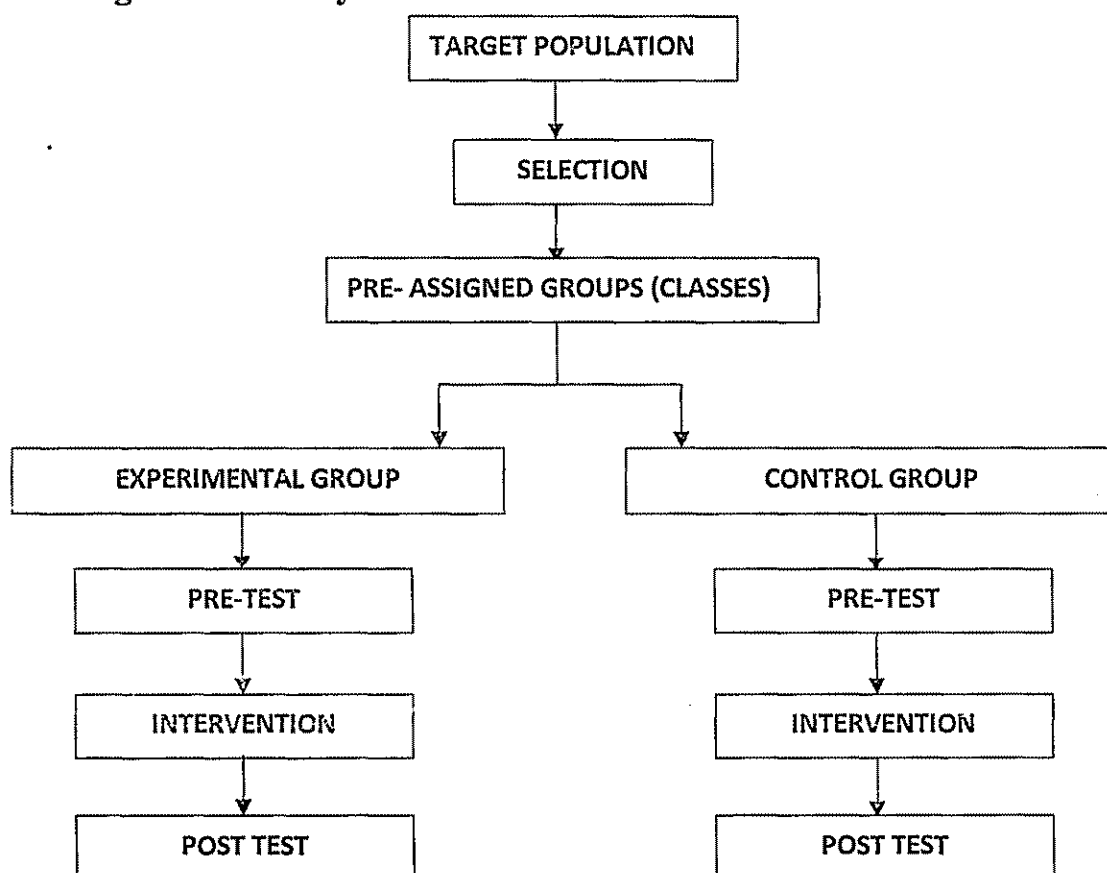 TARGET POPULATION
SELECTION
PRE- ASSIGNED GROUPS (CLASSES)
EXPERIMENTAL GROUP
CONTROL GROUP
PRE-TEST
PRE-TEST
INTERVENTION
INTERVENTION
POST TEST
POST TEST